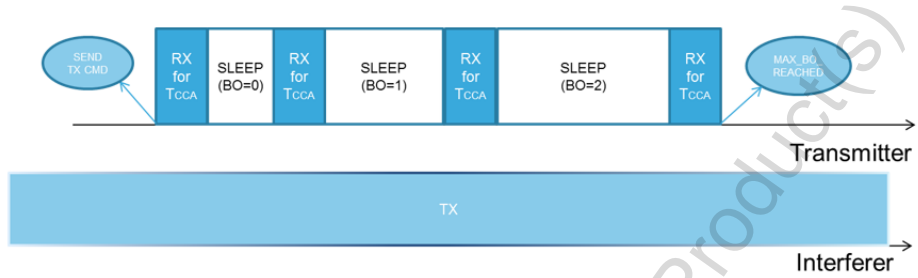 SEND
TX CMD
RX
for
TCCA
SLEEP
(BO=0)
RX
for
TCCA
SLEEP
(BO=1)
RX
for
TCCA
SLEEP
(BO=2)
RX
for
TCCA
MAX_BO_
REACHED
Transmitter
TX
Interferer
Product(s)